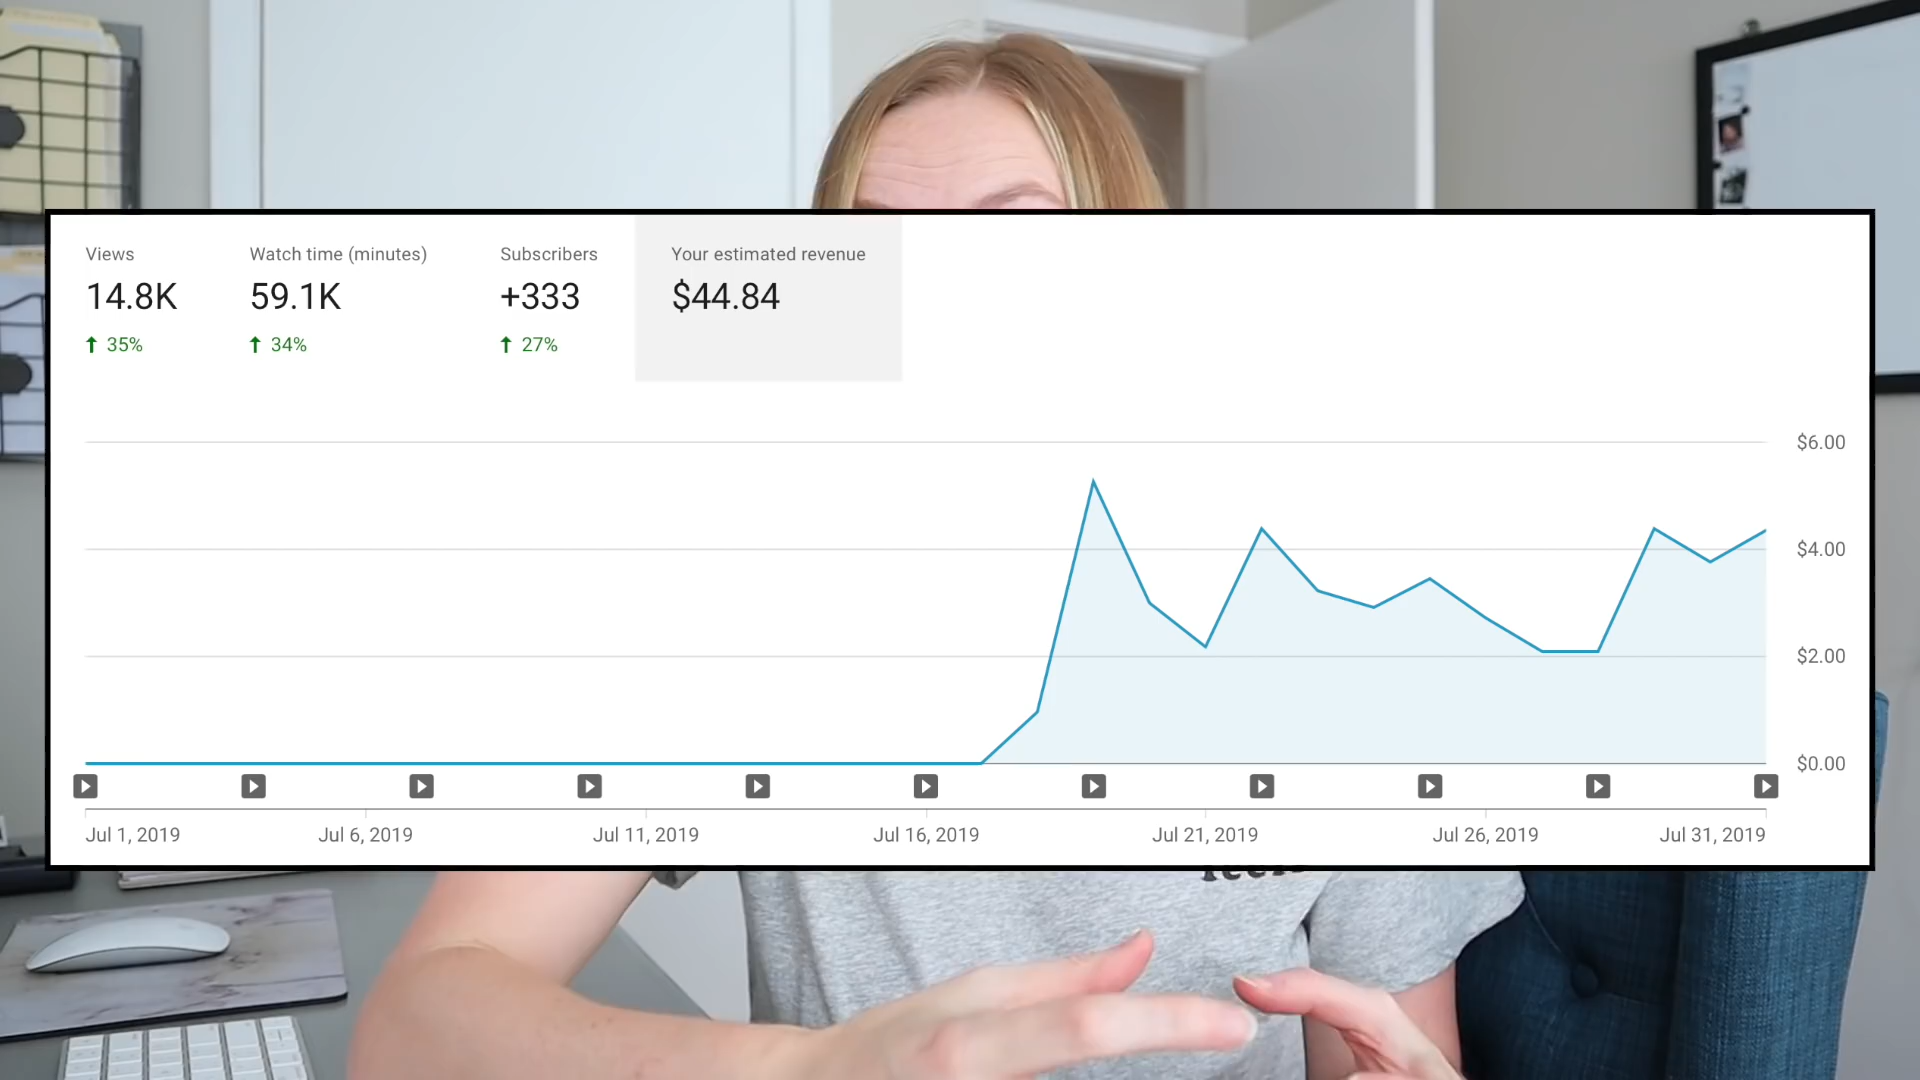 Views Watch time (minutes) Subscribers Your estimated revenue
14.8K 59.1K +333 $44.84
35% 34% 27%
$6.00
$4.00
$2.00
$0.00
Jul 1, 2019 Jul 6, 2019 Jul 11, 2019 Jul 16, 2019 Jul 21, 2019 Jul 26, 2019 Jul 31, 2019